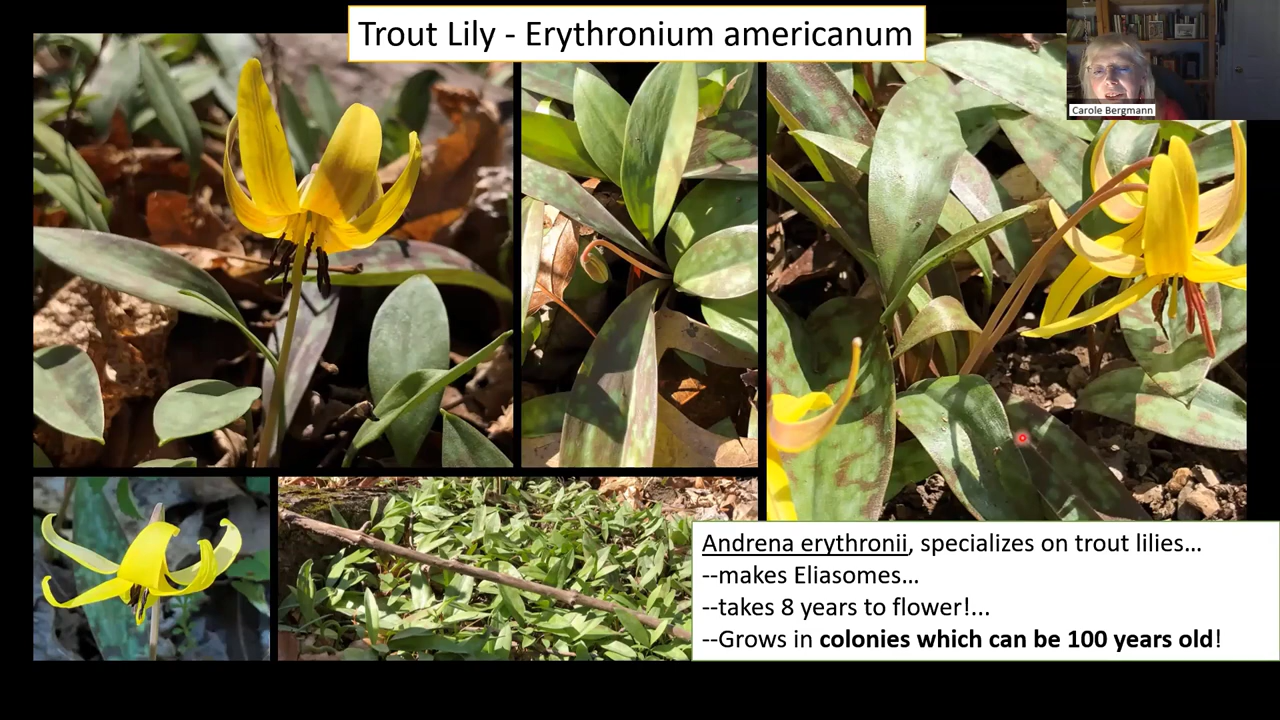 Trout Lily - Erythronium americanum
Carole Bergmann
Andrena erythronii, specializes on trout lilies…
--makes Eliasomes…
--takes 8 years to flower!...
--Grows in colonies which can be 100 years old!